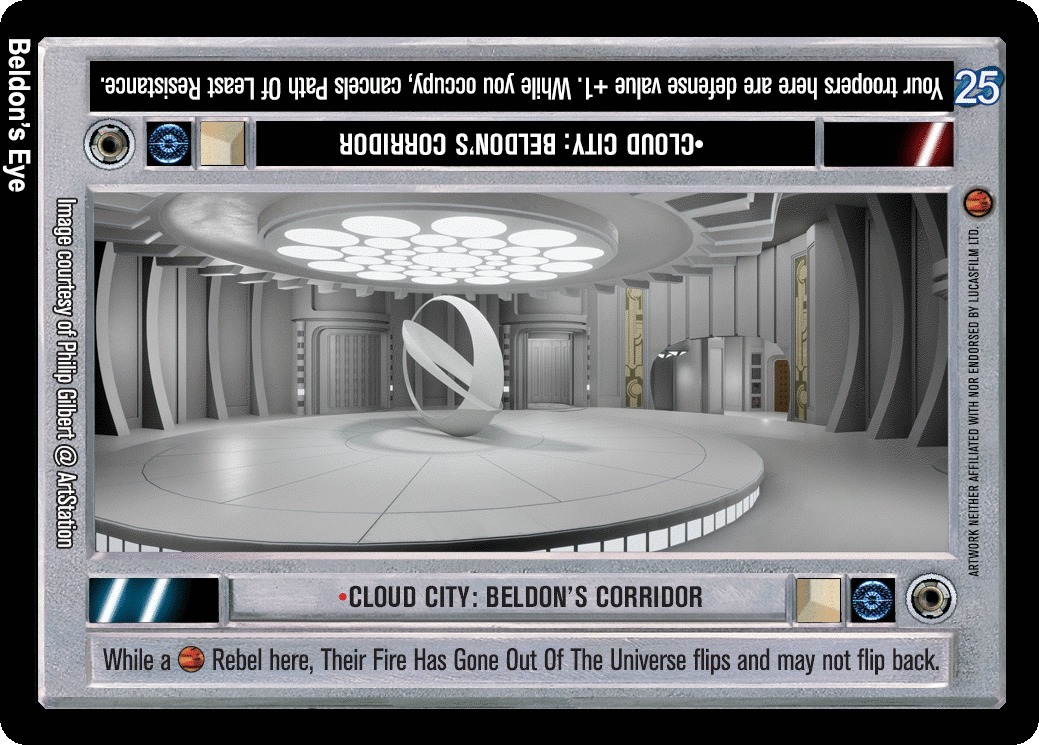 Beldon's Eye
Your troopers here are defense value +1. While you occupy, cancels Path Of Least Resistance.
25
•CLOUD CITY: BELDON'S CORRIDOR
Image courtesy of Philip Gilbert @ ArtStation
ARTWORK NEITHER AFFILIATED WITH NOR ENDORSED BY LUCASFILM LTD.
•CLOUD CITY: BELDON'S CORRIDOR
While a Rebel here, Their Fire Has Gone Out Of The Universe flips and may not flip back.